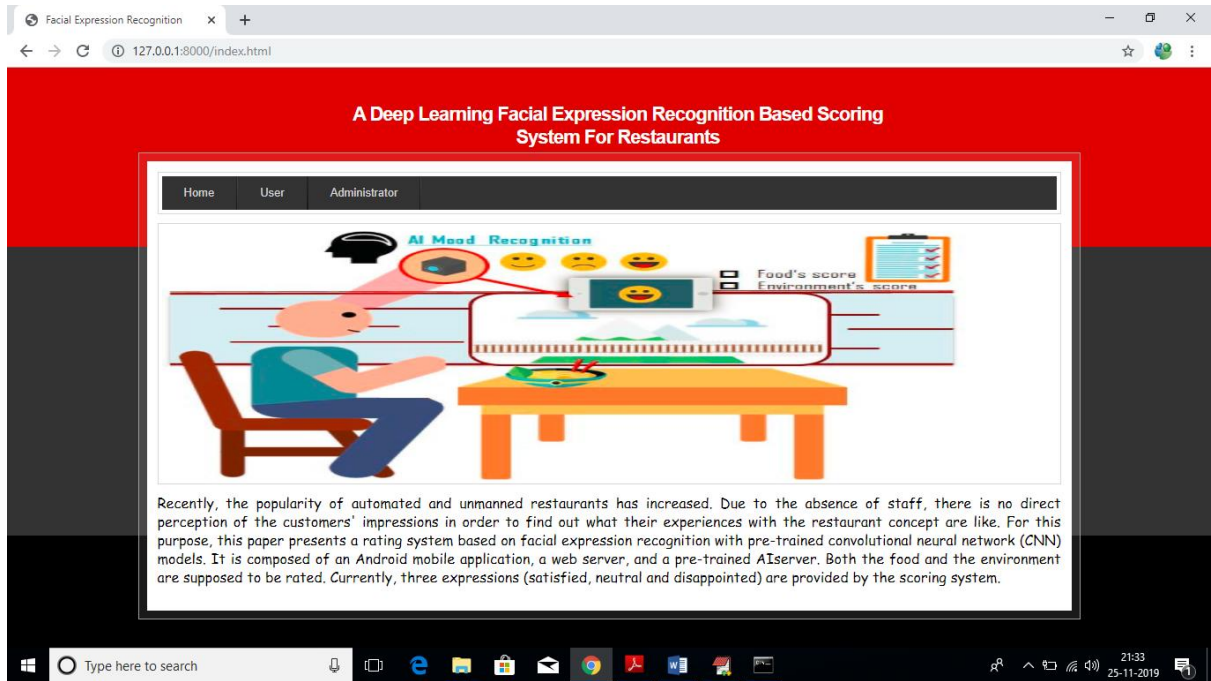 Facial Expression Recognition
127.0.0.1:8000/index.html
A Deep Learning Facial Expression Recognition Based Scoring
System For Restaurants
Home User Administrator
AI Mood Recognition
Food's score
Environment's score
Recently, the popularity of automated and unmanned restaurants has increased. Due to the absence of staff, there is no direct
perception of the customers' impressions in order to find out what their experiences with the restaurant concept are like. For this
purpose, this paper presents a rating system based on facial expression recognition with pre-trained convolutional neural network (CNN)
models. It is composed of an Android mobile application, a web server, and a pre-trained AIserver. Both the food and the environment
are supposed to be rated. Currently, three expressions (satisfied, neutral and disappointed) are provided by the scoring system.
Type here to search
21:33
25-11-2019